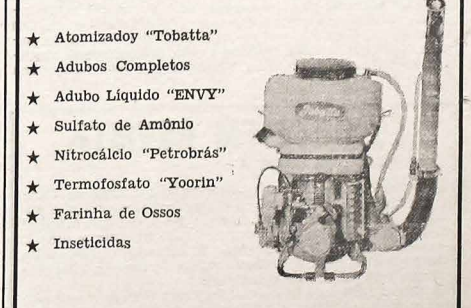 ★ Atomizadoy "Tobatta"
★ Adubos Completos
★ Adubo Líquido "ENVY"
★ Sulfato de Amônio
★ Nitrocálcio "Petrobrás"
★ Termofosfato "Yoorin"
★ Farinha de Ossos
★ Inseticidas